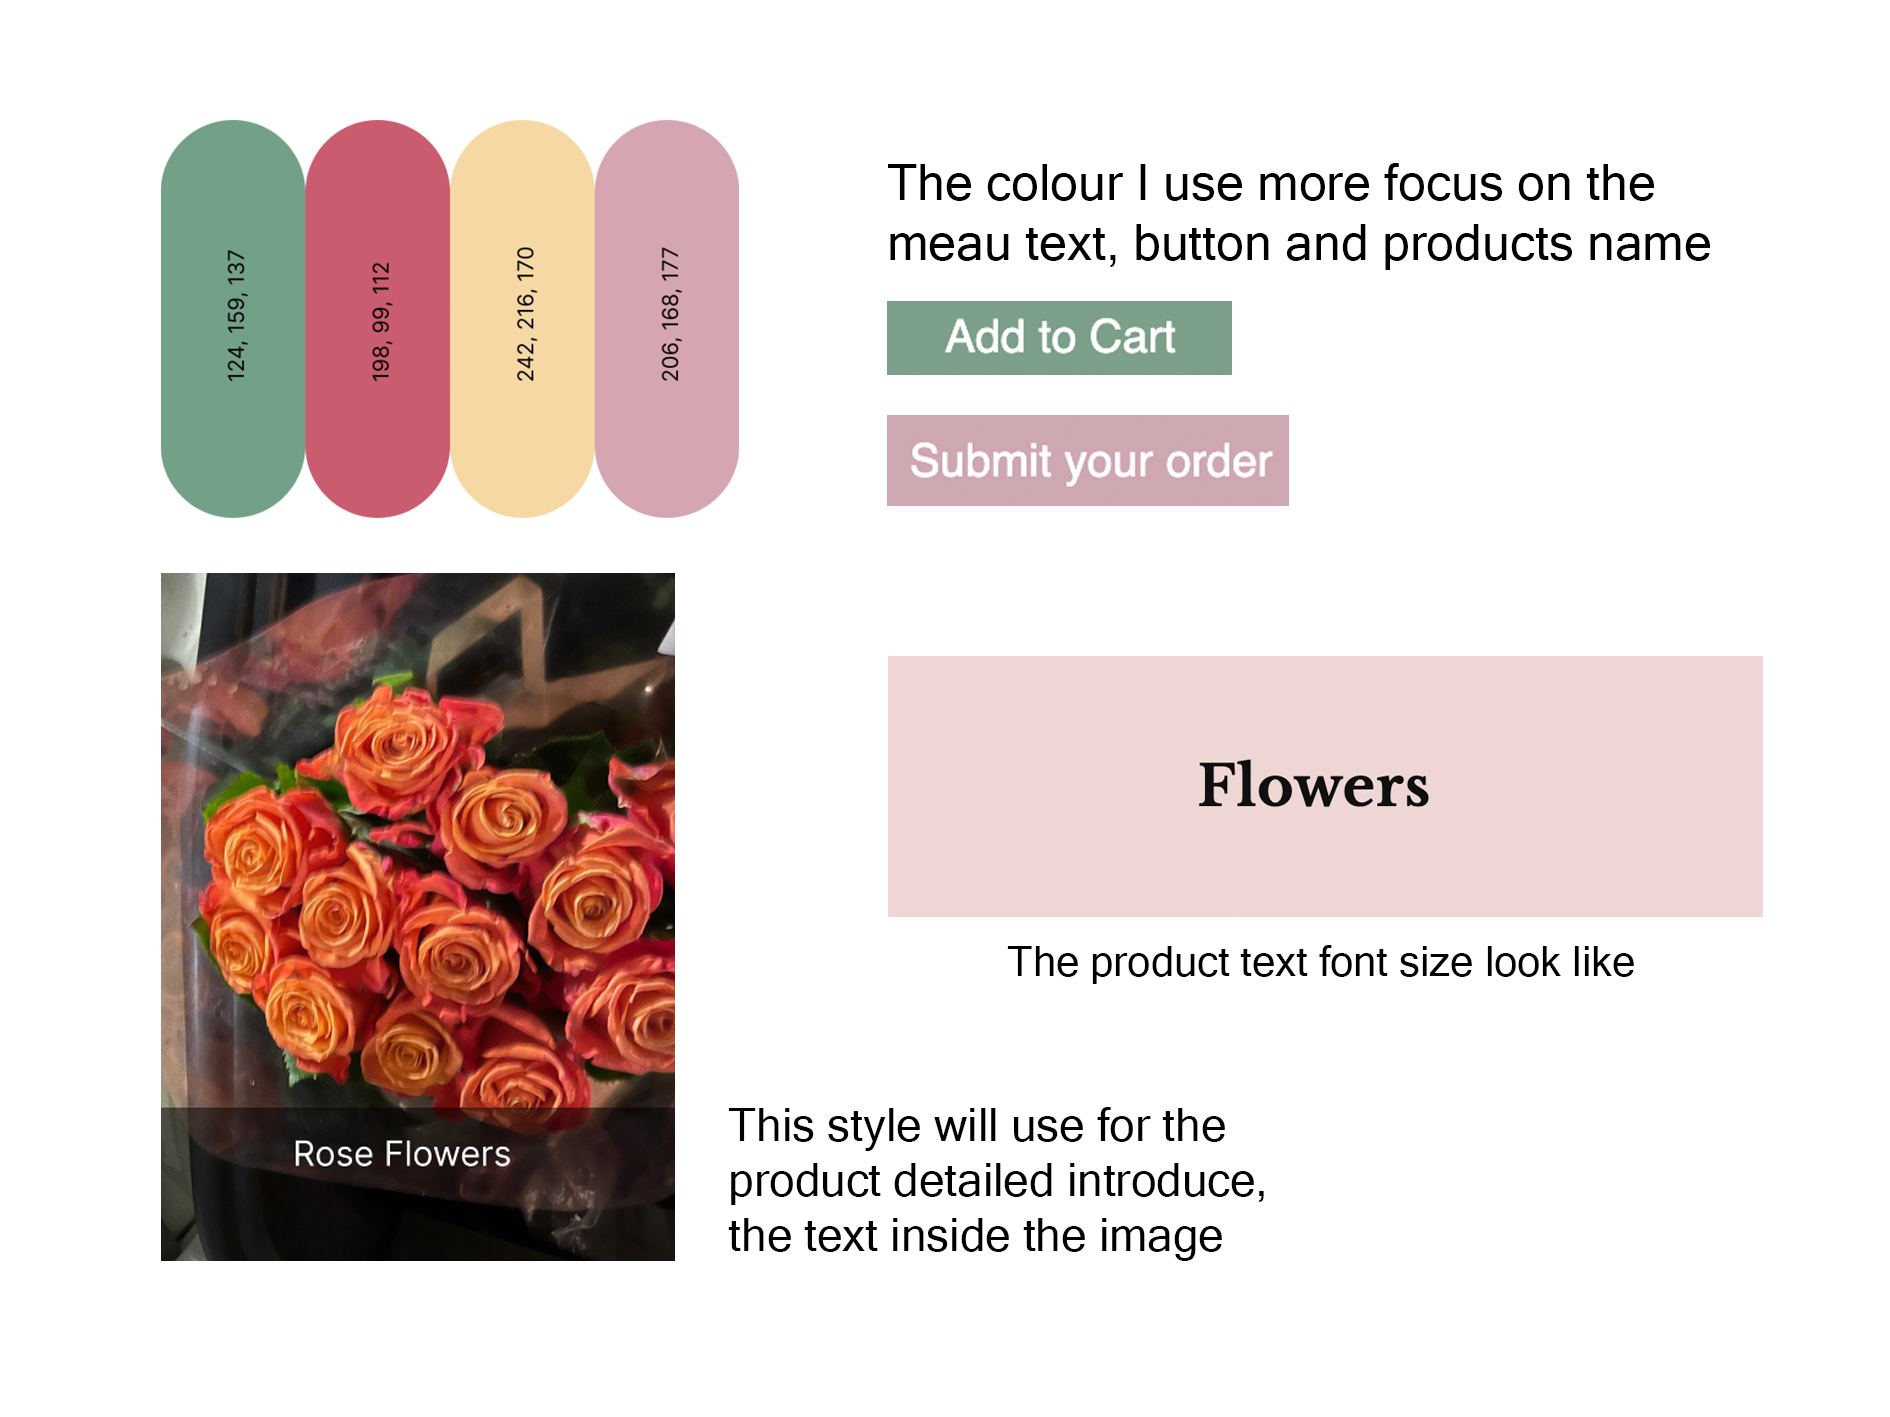 124, 159, 137
198, 99, 112
242, 216, 170
206, 168, 177
The colour I use more focus on the
meau text, button and products name
Add to Cart
Submit your order
Flowers
The product text font size look like
Rose Flowers
This style will use for the
product detailed introduce,
the text inside the image